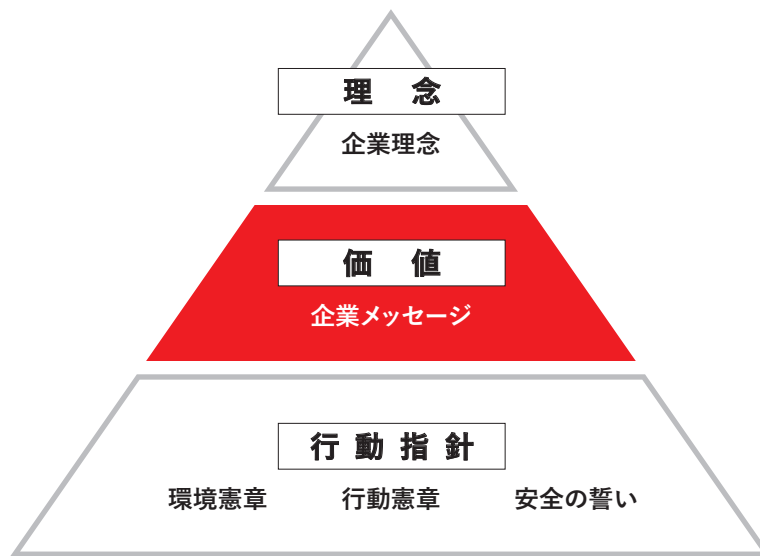 理念
企業理念
価値
企業メッセージ
行動指針
環境憲章 行動憲章 安全の誓い